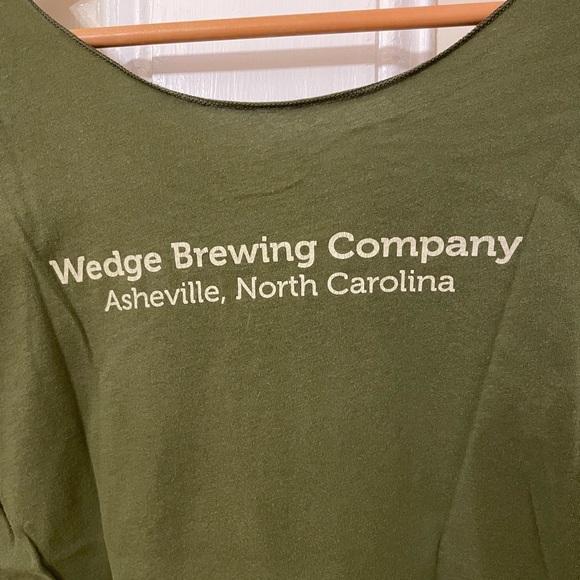 Wedge Brewing Company
Asheville, North Carolina